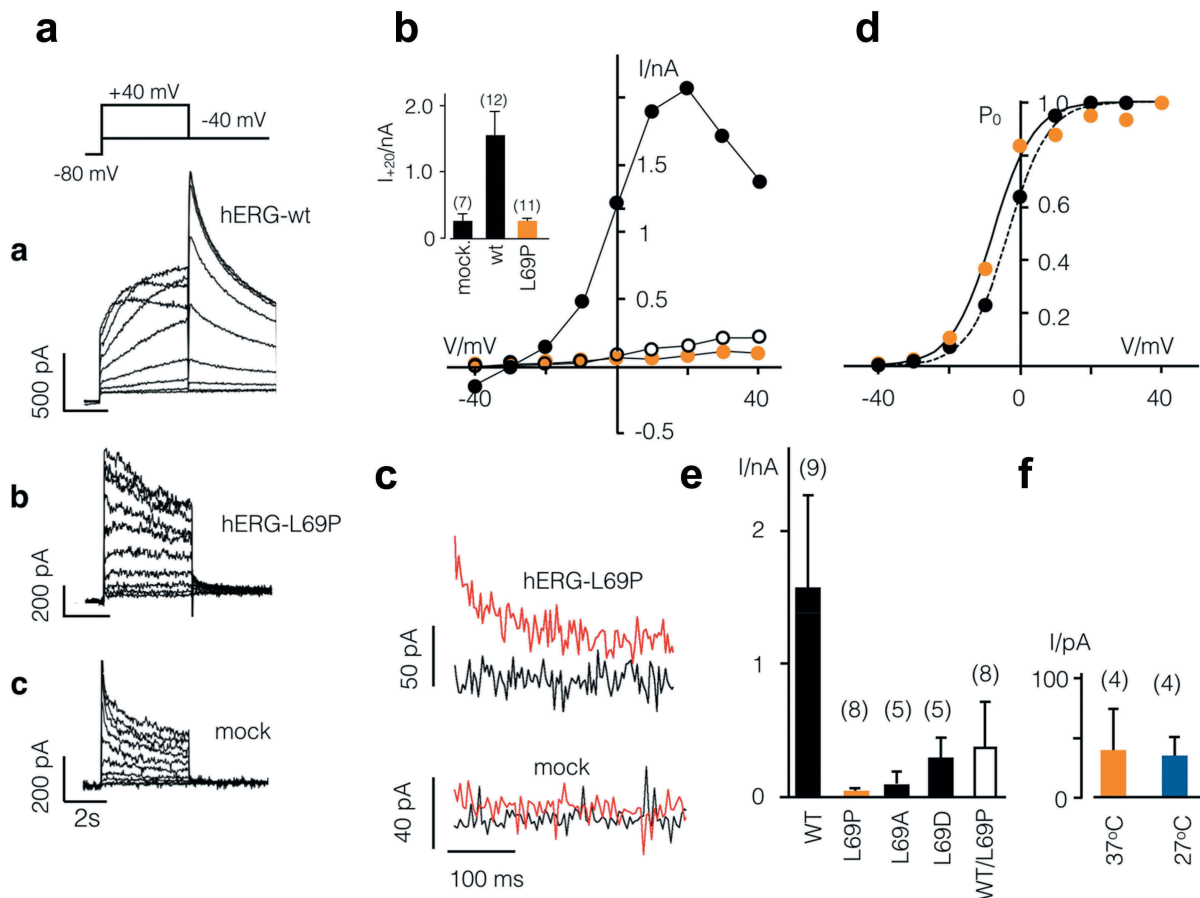 a
+40 mV
-40 mV
-80 mV
hERG-wt
a
500 pA
b
hERG-L69P
200 pA
c
mock
200 pA
2s
b
I/nA
I+20/nA
2.0
1.0
0
(7)
(12)
(11)
mock.
wt
L69P
1.5
1
0.5
-0.5
V/mV
-40
40
c
hERG-L69P
50 pA
mock
40 pA
100 ms
d
P0
1.0
0.6
0.4
0.2
V/mV
-40
0
40
e
I/nA
2
1
0
(9)
(8)
(5)
(5)
(8)
WT
L69P
L69A
L69D
WT/L69P
f
I/pA
100
0
(4)
(4)
37°C
27°C